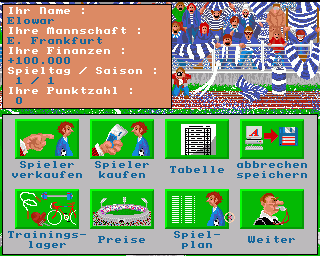 Ihr Name :
Elowar
Ihre Mannschaft :
E. Frankfurt
Ihre Finanzen :
+100.000
Spieltag / Saison
1 / 1
Ihre Punktzahl :
0
Spieler verkaufen
Spieler kaufen
Tabelle
abbrechen speichern
Trainings-lager
Preise
Spiel-plan
Weiter